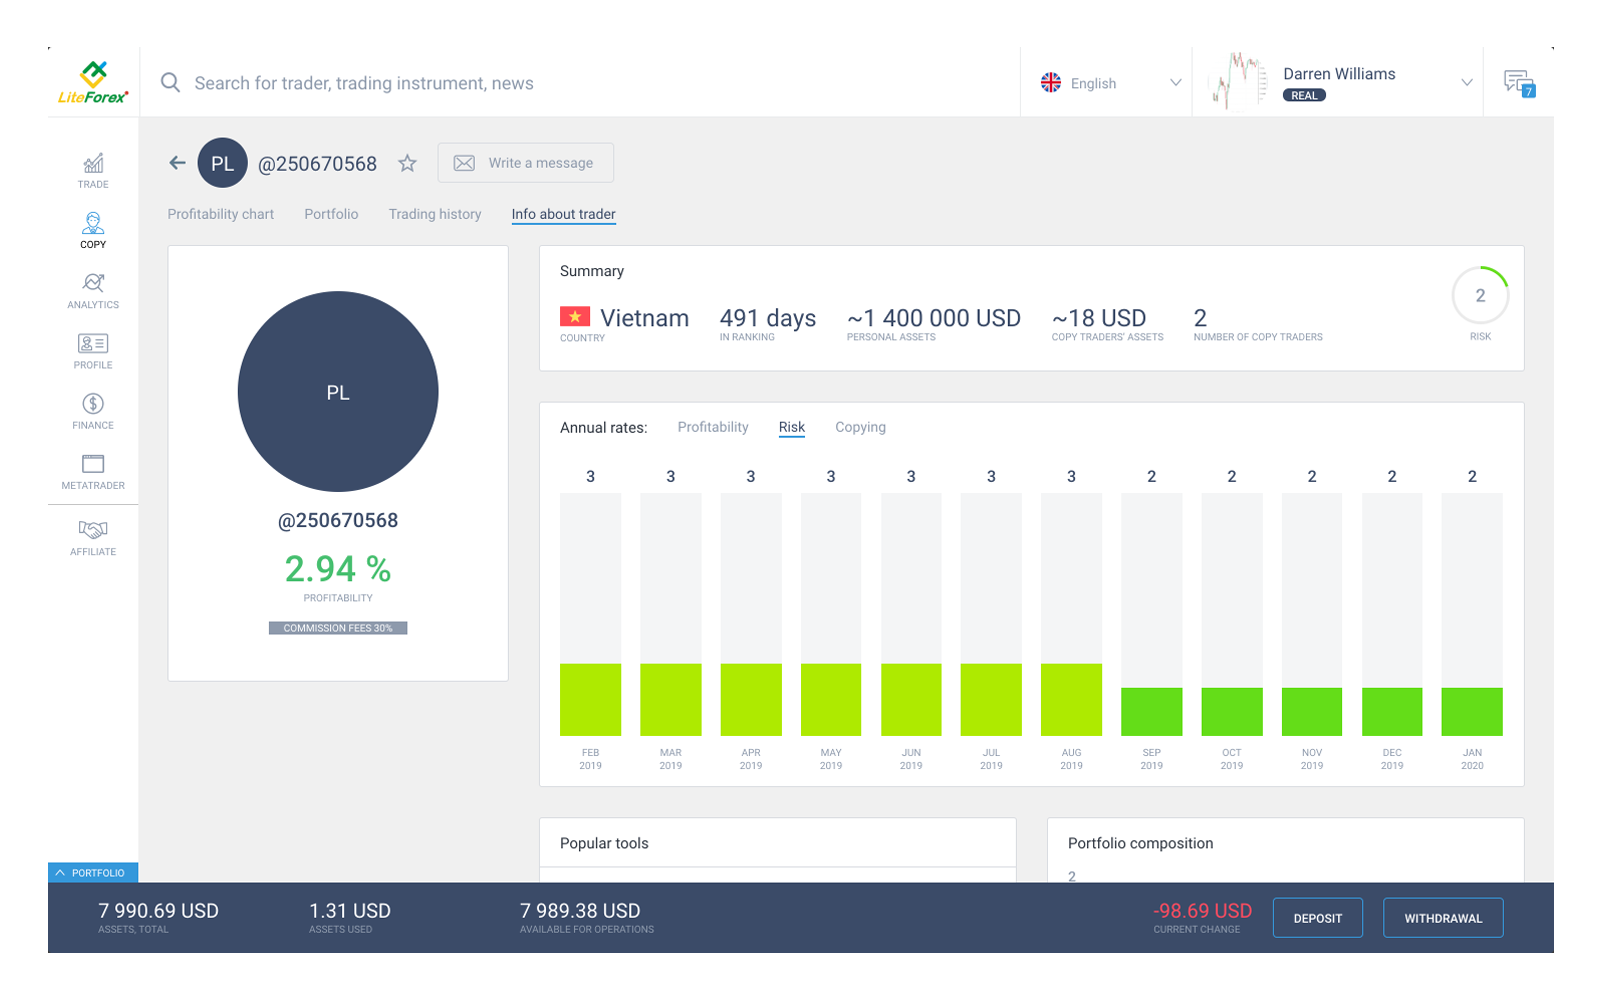 LiteForex
Search for trader, trading instrument, news
English
Darren Williams
REAL
7
TRADE
COPY
ANALYTICS
PROFILE
FINANCE
METATRADER
AFFILIATE
PL
@250670568
Write a message
Profitability chart
Portfolio
Trading history
Info about trader
PL
@250670568
2.94 %
PROFITABILITY
COMMISSION FEES 30%
Summary
Vietnam
COUNTRY
491 days
IN RANKING
~1 400 000 USD
PERSONAL ASSETS
~18 USD
COPY TRADERS' ASSETS
2
NUMBER OF COPY TRADERS
2
RISK
Annual rates:
Profitability
Risk
Copying
3 3 3 3 3 3 3 2 2 2 2 2
FEB MAR APR MAY JUN JUL AUG SEP OCT NOV DEC JAN
2019 2019 2019 2019 2019 2019 2019 2019 2019 2019 2019 2020
Popular tools
Portfolio composition
2
PORTFOLIO
7 990.69 USD
ASSETS, TOTAL
1.31 USD
ASSETS USED
7 989.38 USD
AVAILABLE FOR OPERATIONS
-98.69 USD
CURRENT CHANGE
DEPOSIT
WITHDRAWAL